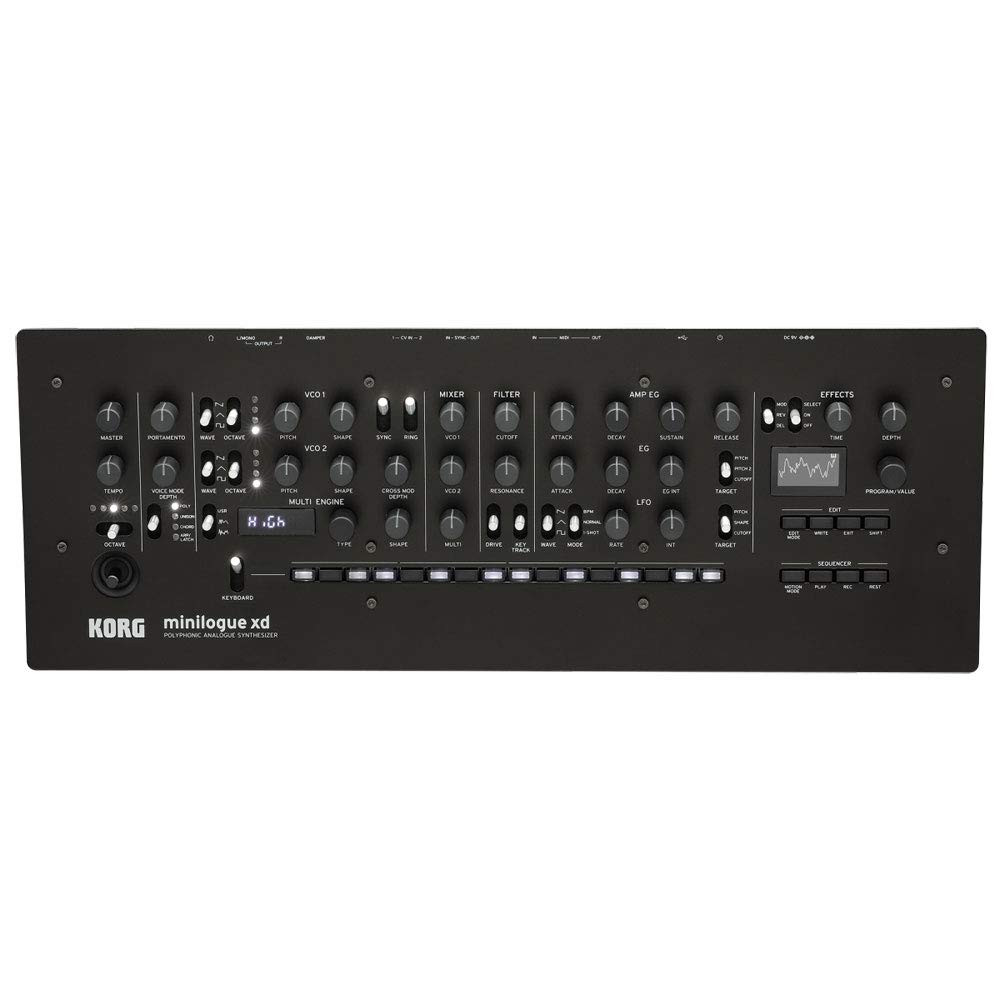 L/MONO R
OUTPUT
DAMPER
1 — CV IN — 2
IN - SYNC - OUT
IN — MIDI — OUT
DC 9V
VCO 1
MIXER
FILTER
AMP EG
EFFECTS
MOD
REV
DEL
SELECT
ON
OFF
MASTER
PORTAMENTO
WAVE
OCTAVE
PITCH
SHAPE
SYNC
RING
VCO 1
CUTOFF
ATTACK
DECAY
SUSTAIN
RELEASE
TIME
DEPTH
VCO 2
EG
PITCH
PITCH 2
CUTOFF
TEMPO
VOICE MODE
DEPTH
WAVE
OCTAVE
PITCH
SHAPE
CROSS MOD
DEPTH
VCO 2
RESONANCE
ATTACK
DECAY
EG INT
TARGET
PROGRAM/VALUE
MULTI ENGINE
LFO
EDIT
POLY
UNISON
CHORD
ARP/
LATCH
USR
HiGh
BPM
NORMAL
1-SHOT
PITCH
SHAPE
CUTOFF
OCTAVE
TYPE
SHAPE
MULTI
DRIVE
KEY
TRACK
WAVE
MODE
RATE
INT
TARGET
EDIT
MODE
WRITE
EXIT
SHIFT
SEQUENCER
KEYBOARD
MOTION
MODE
PLAY
REC
REST
KORG
minilogue xd
POLYPHONIC ANALOGUE SYNTHESIZER